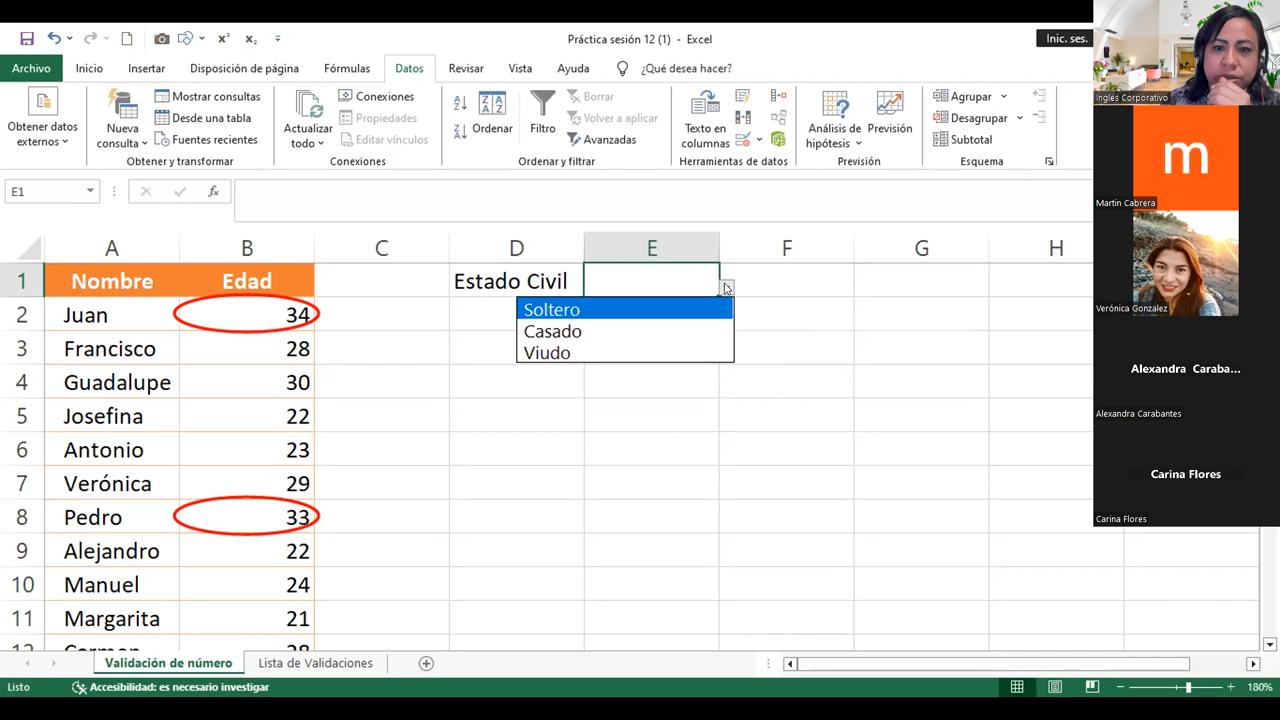 Práctica sesión 12 (1) - Excel
Inic. ses.
Archivo Inicio Insertar Disposición de página Fórmulas Datos Revisar Vista Ayuda ¿Qué desea hacer?
Obtener datos externos
Nueva consulta
Mostrar consultas
Desde una tabla
Fuentes recientes
Obtener y transformar
Actualizar todo
Conexiones
Propiedades
Editar vínculos
Conexiones
Ordenar
Filtro
Borrar
Volver a aplicar
Avanzadas
Ordenar y filtrar
Texto en columnas
Herramientas de datos
Análisis de hipótesis
Previsión
Previsión
Agrupar
Desagrupar
Subtotal
Esquema
E1
fx
A B C D E F G H
1 Nombre Edad Estado Civil
2 Juan 34
3 Francisco 28
4 Guadalupe 30
5 Josefina 22
6 Antonio 23
7 Verónica 29
8 Pedro 33
9 Alejandro 22
10 Manuel 24
11 Margarita 21
Soltero
Casado
Viudo
Validación de número Lista de Validaciones
Listo Accesibilidad: es necesario investigar 180%
Ingles Corporativo
m
Martin Cabrera
Verónica Gonzalez
Alexandra Caraba...
Alexandra Carabantes
Carina Flores
Carina Flores